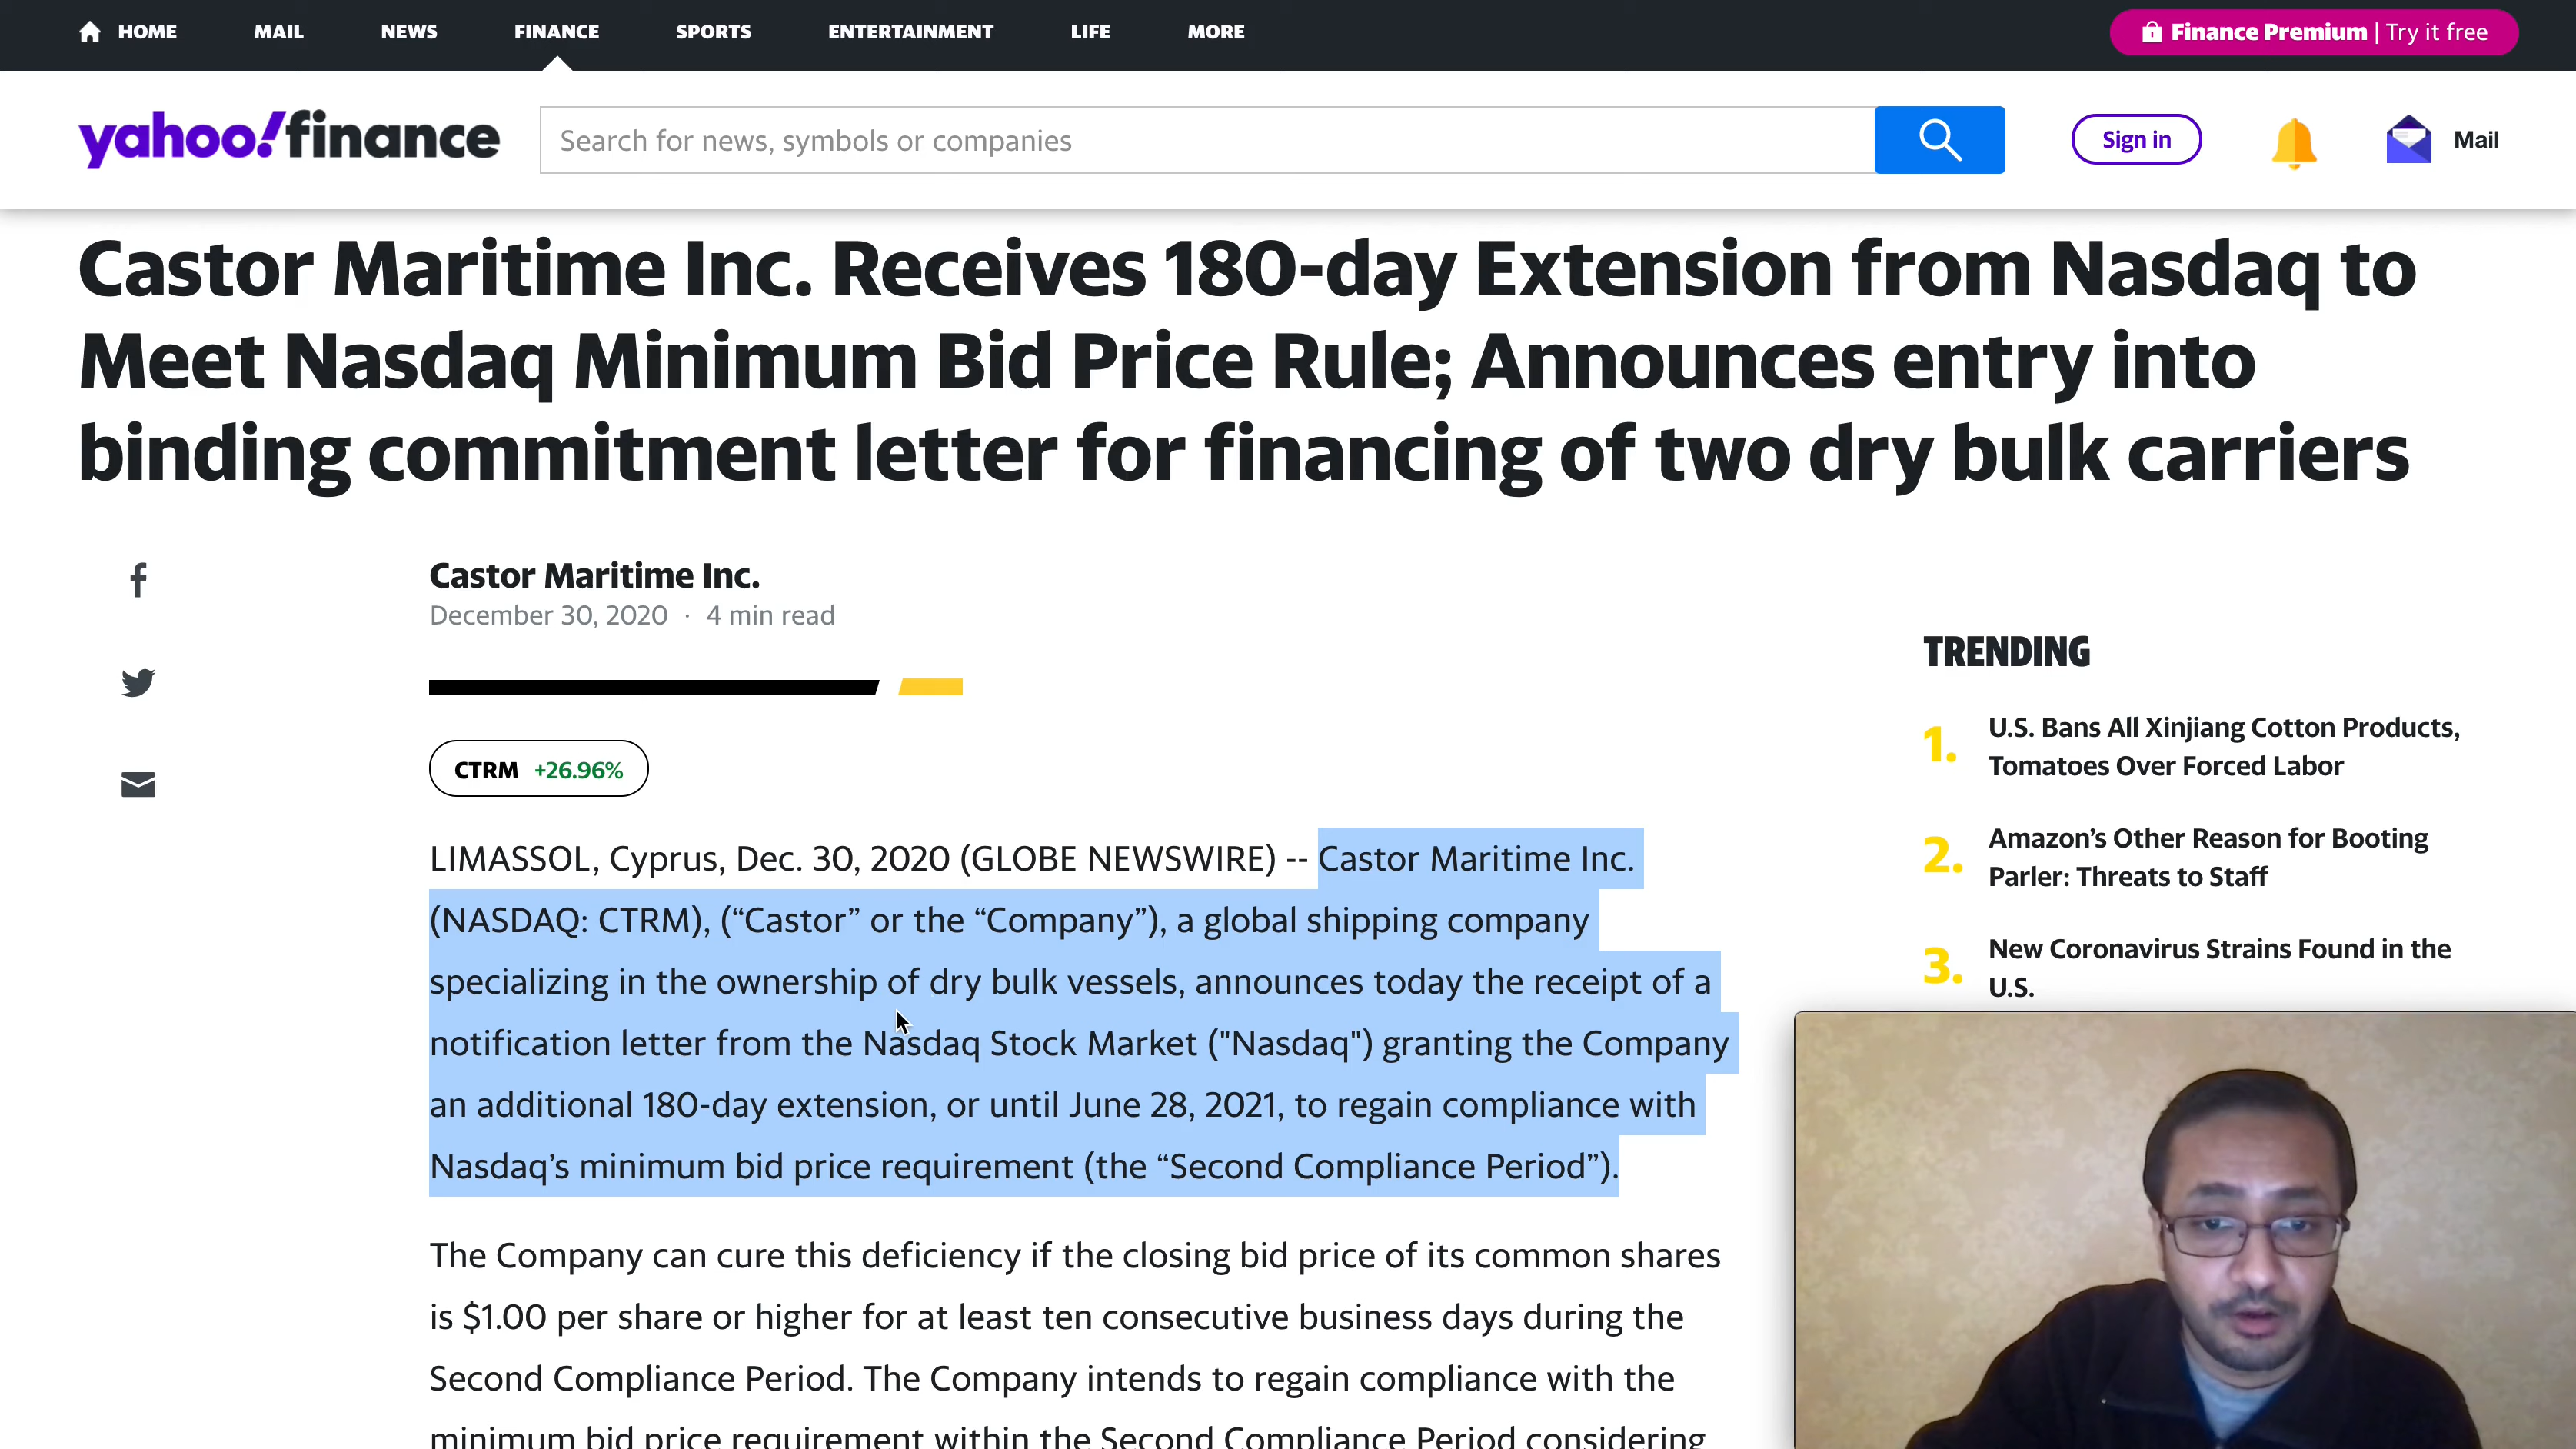 HOME MAIL NEWS FINANCE SPORTS ENTERTAINMENT LIFE MORE Finance Premium | Try it free
yahoo!finance Search for news, symbols or companies Sign in Mail
Castor Maritime Inc. Receives 180-day Extension from Nasdaq to
Meet Nasdaq Minimum Bid Price Rule; Announces entry into
binding commitment letter for financing of two dry bulk carriers
Castor Maritime Inc.
December 30, 2020 · 4 min read
CTRM +26.96%
LIMASSOL, Cyprus, Dec. 30, 2020 (GLOBE NEWSWIRE) -- Castor Maritime Inc.
(NASDAQ: CTRM), (“Castor” or the “Company”), a global shipping company
specializing in the ownership of dry bulk vessels, announces today the receipt of a
notification letter from the Nasdaq Stock Market ("Nasdaq") granting the Company
an additional 180-day extension, or until June 28, 2021, to regain compliance with
Nasdaq’s minimum bid price requirement (the “Second Compliance Period”).
The Company can cure this deficiency if the closing bid price of its common shares
is $1.00 per share or higher for at least ten consecutive business days during the
Second Compliance Period. The Company intends to regain compliance with the
minimum bid price requirement within the Second Compliance Period considering
TRENDING
1. U.S. Bans All Xinjiang Cotton Products,
Tomatoes Over Forced Labor
2. Amazon’s Other Reason for Booting
Parler: Threats to Staff
3. New Coronavirus Strains Found in the
U.S.